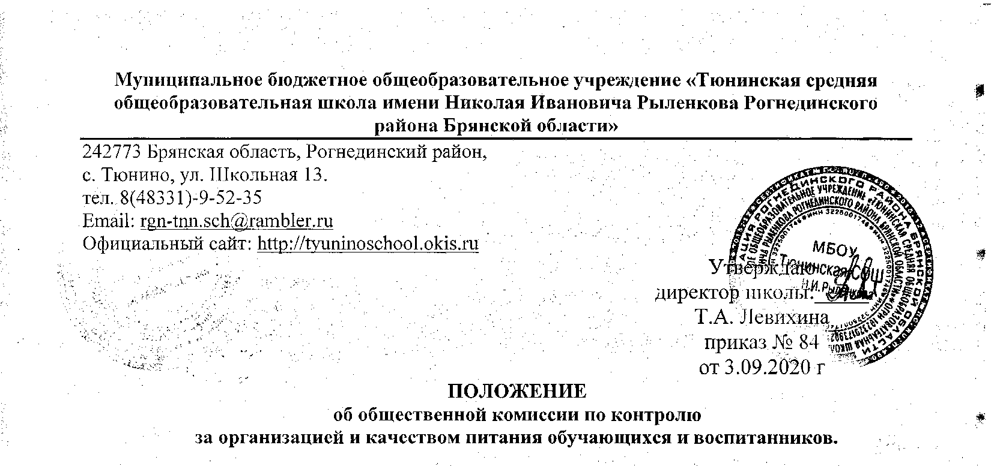 Муниципальное бюджетное общеобразовательное учреждение «Тюнинская средняя
общеобразовательная школа имени Николая Ивановича Рыленкова Рогнединского
района Брянской области»
242773 Брянская область, Рогнединский район,
с. Тюнино, ул. Школьная 13.
тел. 8(48331)-9-52-35
Email: rgn-tnn.sch@rambler.ru
Официальный сайт: http://tyuninoschool.okis.ru
МБОУ
Тюнинская СОШ
Н.И. Рыленкова
Утверждаю
директор школы:
Т.А. Левихина
приказ № 84
от 3.09.2020 г
ПОЛОЖЕНИЕ
об общественной комиссии по контролю
за организацией и качеством питания обучающихся и воспитанников.